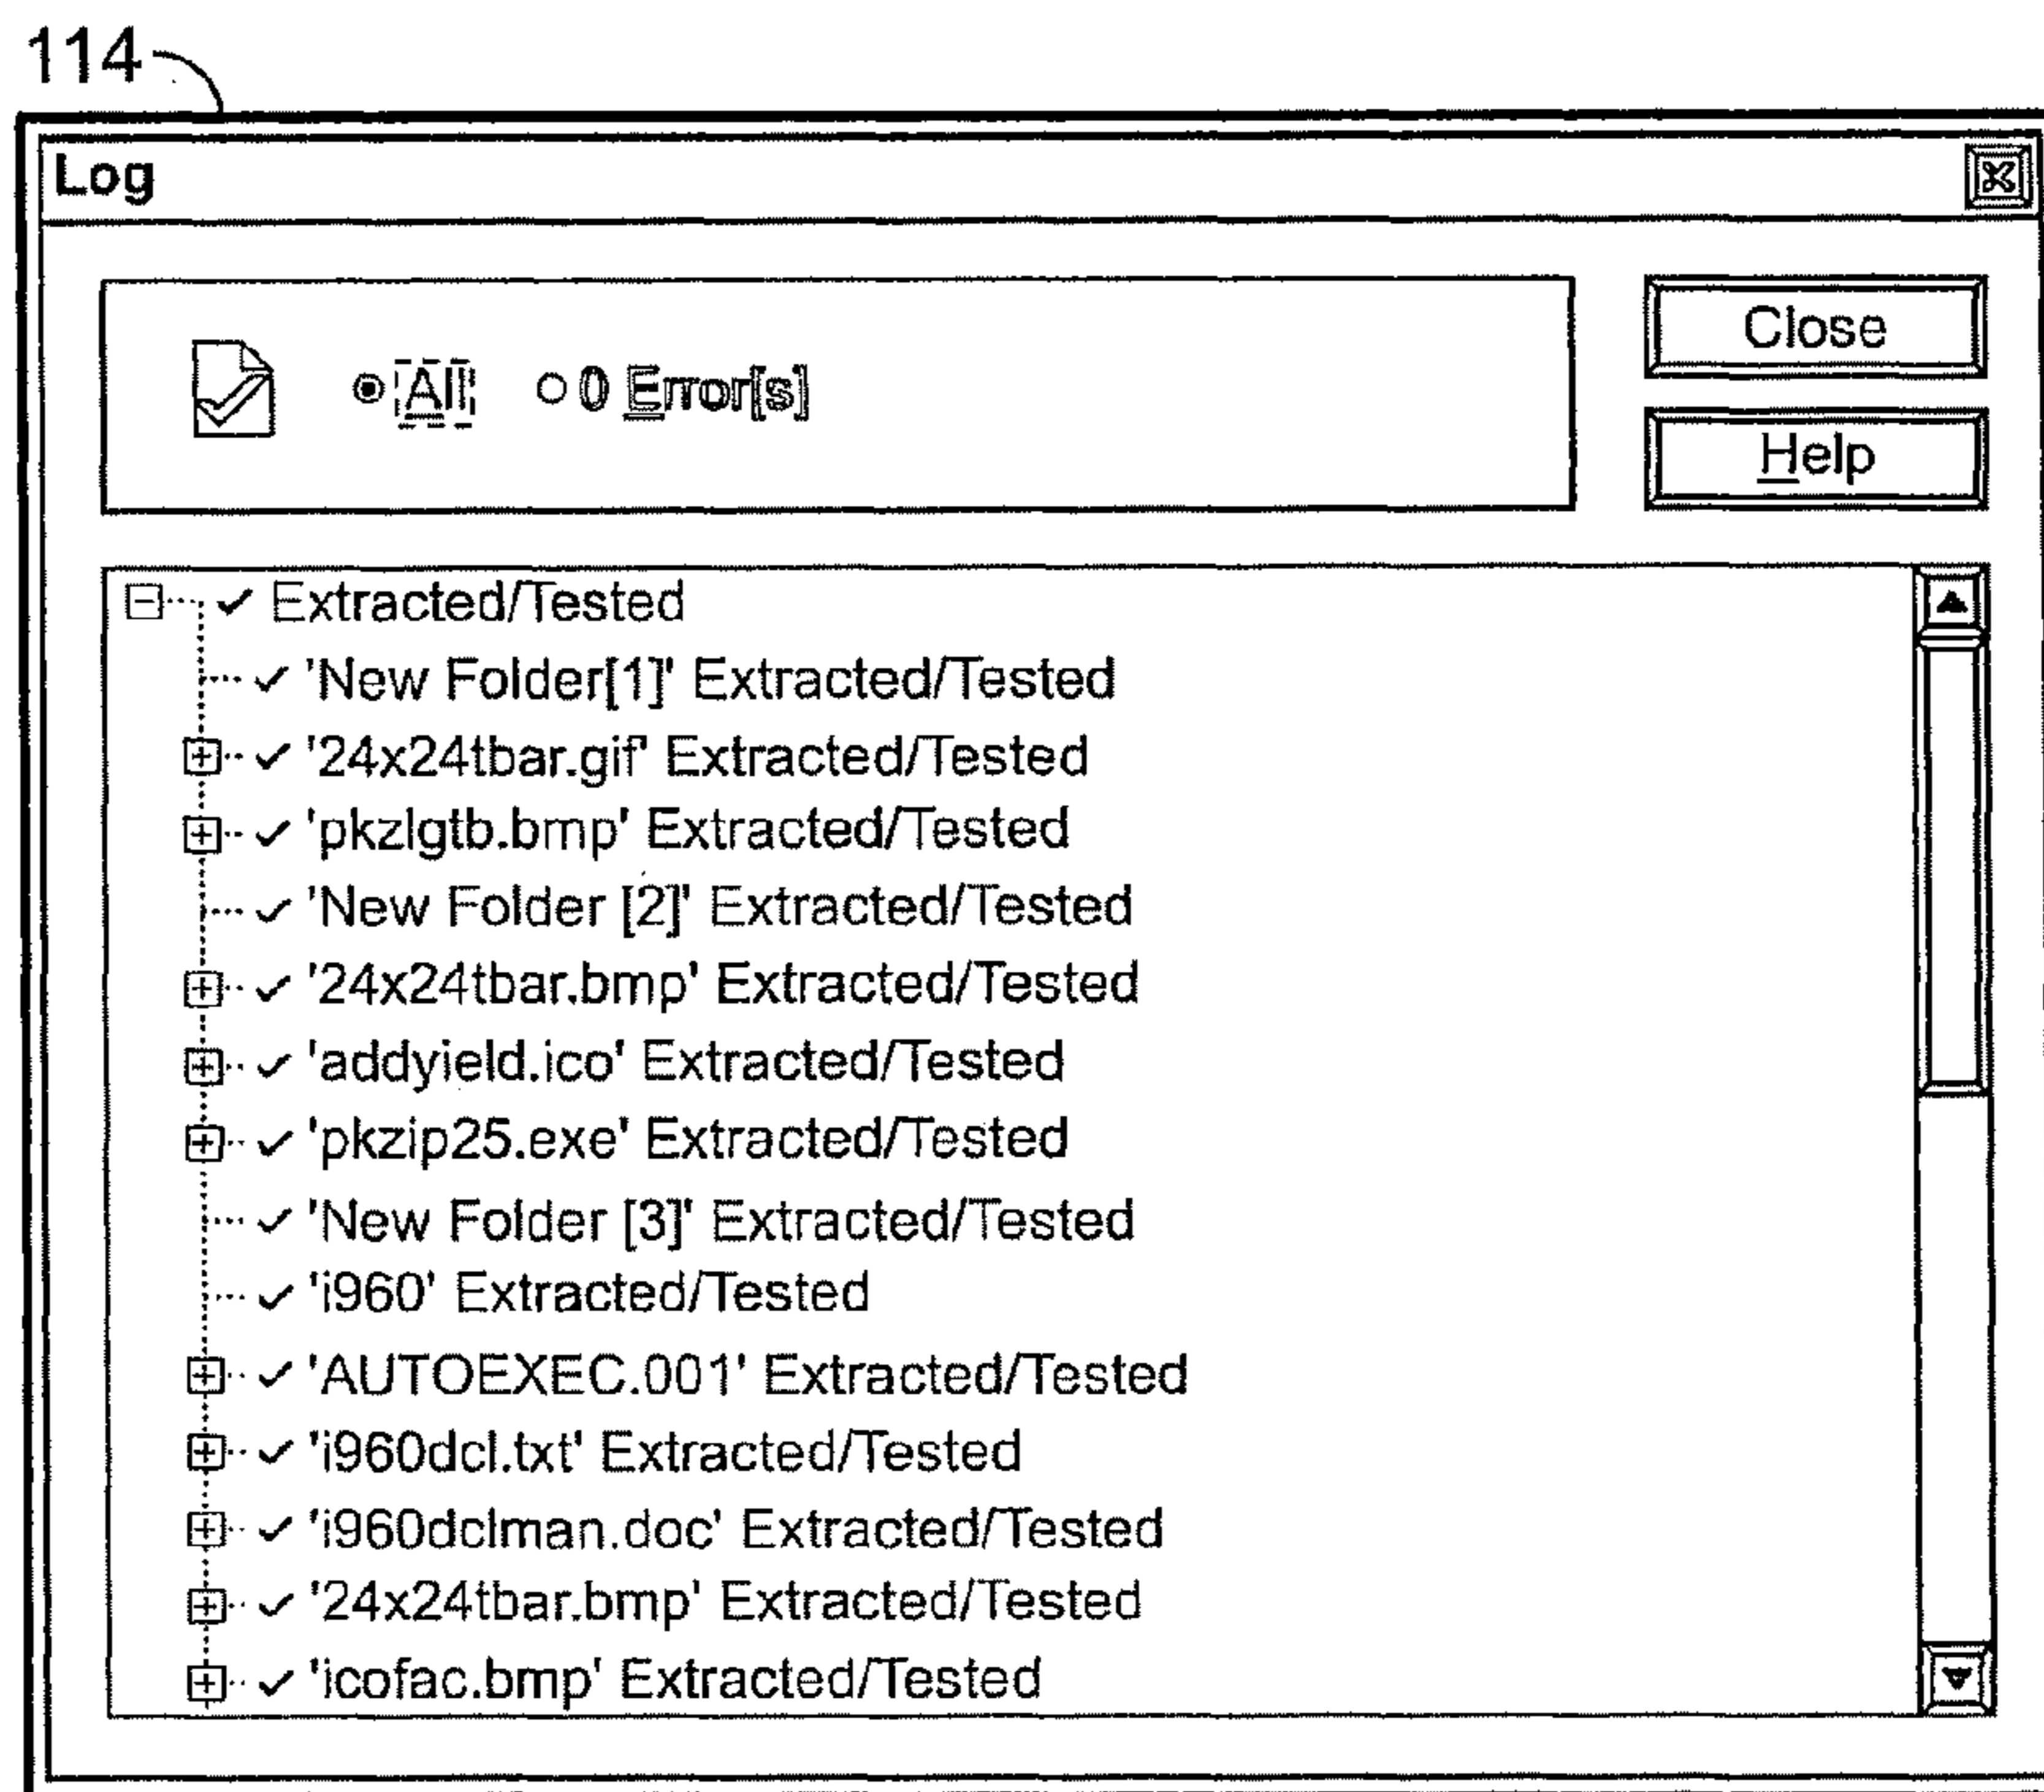 114
Log
All 0 Error[s]
Close
Help
Extracted/Tested
'New Folder[1]' Extracted/Tested
'24x24tbar.gif' Extracted/Tested
'pkzlgtb.bmp' Extracted/Tested
'New Folder [2]' Extracted/Tested
'24x24tbar.bmp' Extracted/Tested
'addyield.ico' Extracted/Tested
'pkzip25.exe' Extracted/Tested
'New Folder [3]' Extracted/Tested
'i960' Extracted/Tested
'AUTOEXEC.001' Extracted/Tested
'i960dcl.txt' Extracted/Tested
'i960dclman.doc' Extracted/Tested
'24x24tbar.bmp' Extracted/Tested
'icofac.bmp' Extracted/Tested